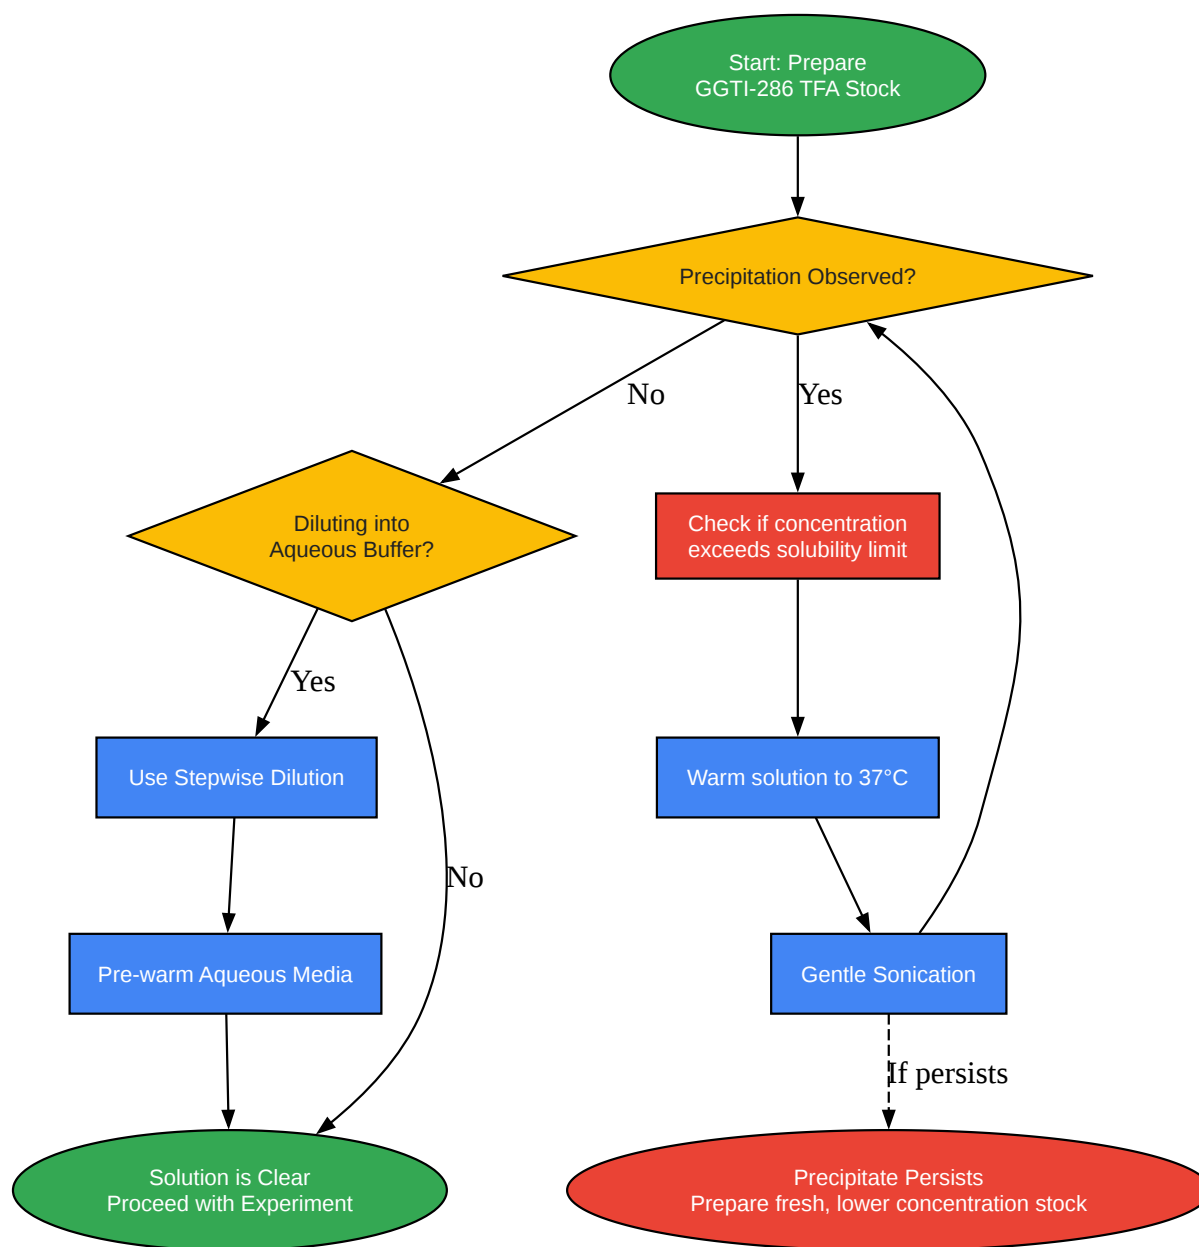 Start: Prepare
GGTI-286 TFA Stock
Precipitation Observed?
No
Yes
Diluting into
Aqueous Buffer?
Check if concentration
exceeds solubility limit
Yes
Use Stepwise Dilution
Warm solution to 37°C
No
Pre-warm Aqueous Media
Gentle Sonication
If persists
Solution is Clear
Proceed with Experiment
Precipitate Persists
Prepare fresh, lower concentration stock